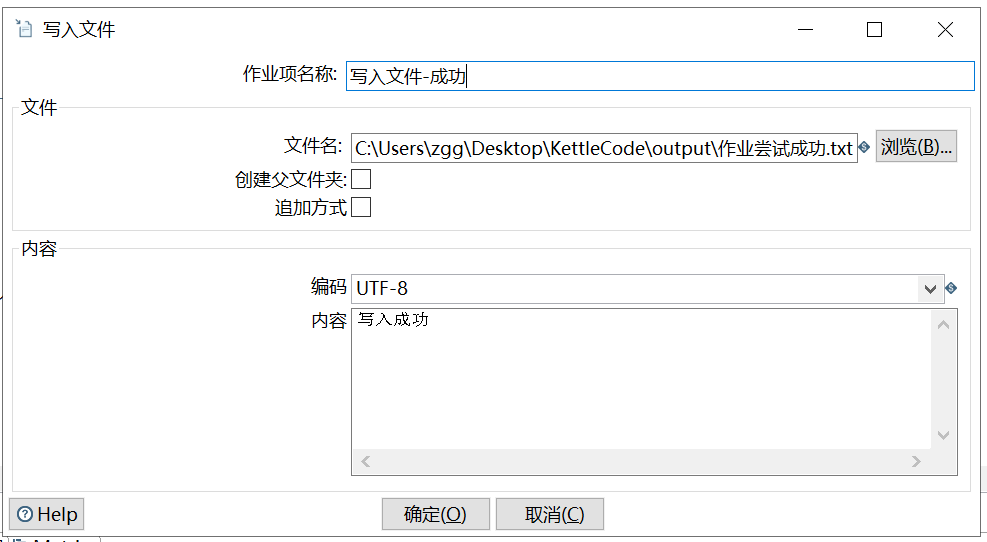 写入文件
作业项名称: 写入文件-成功
文件
文件名: C:\Users\zgg\Desktop\KettleCode\output\作业尝试成功.txt 浏览(B)...
创建父文件夹:
追加方式
内容
编码 UTF-8
内容 写入成功
Help 确定(O) 取消(C)